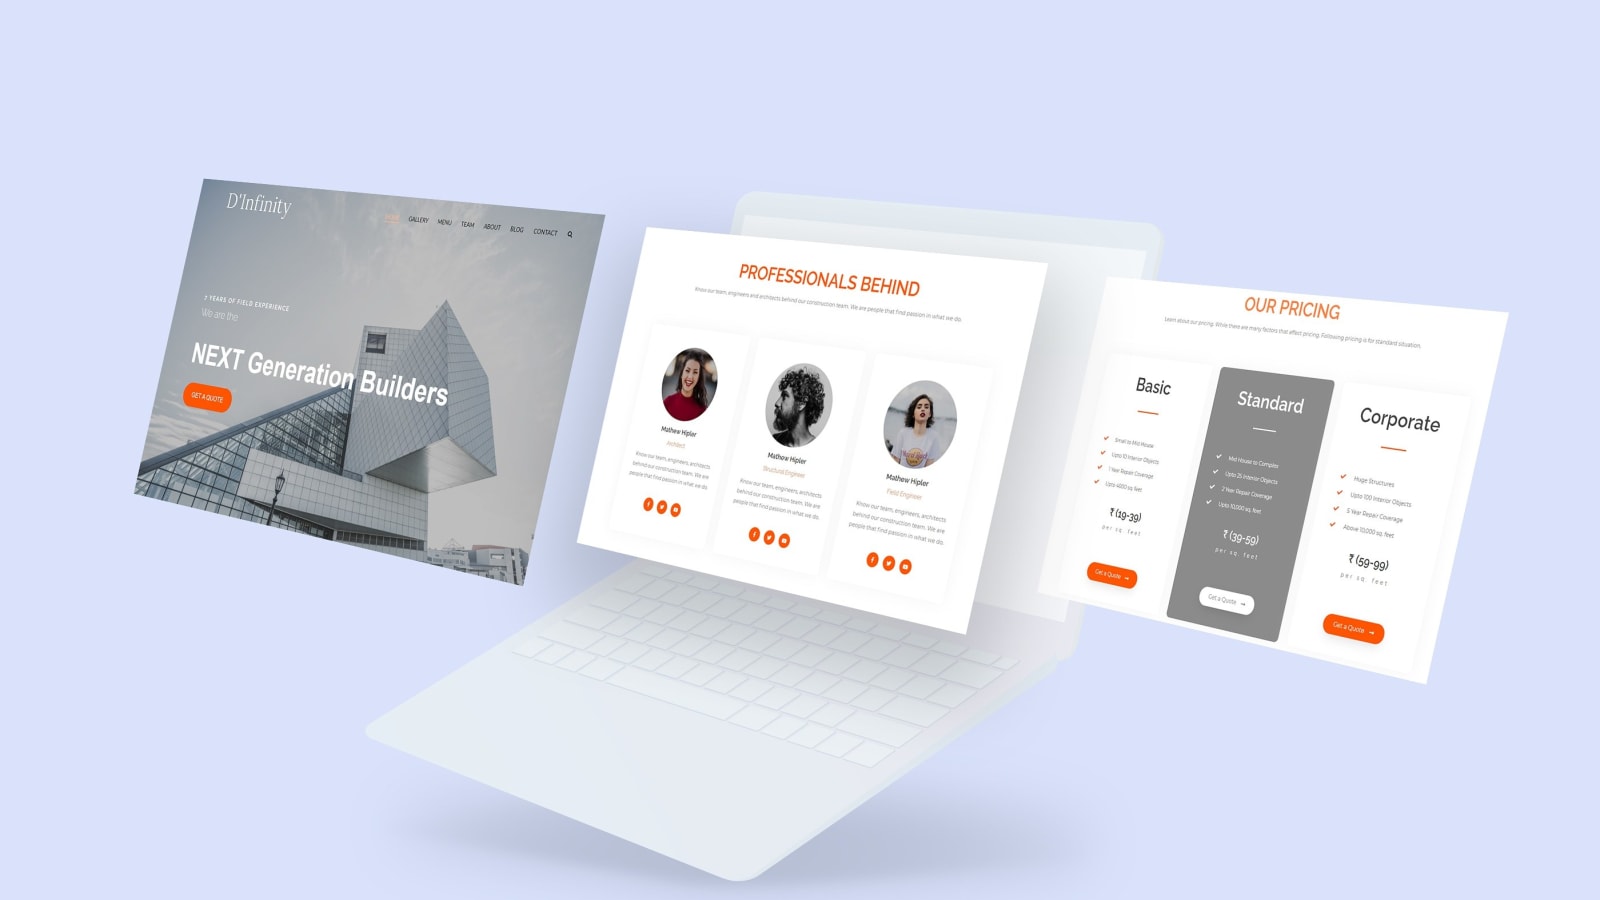 D'Infinity
HOME GALLERY MENU TEAM ABOUT BLOG CONTACT
7 YEARS OF FIELD EXPERIENCE
We are the
NEXT Generation Builders
GET A QUOTE
PROFESSIONALS BEHIND
Know our team, engineers and architects behind our construction team. We are people that find passion in what we do.
Mathew Hipler
Architect
Know our team, engineers, architects
behind our construction team. We are
people that find passion in what we do.
Mathew Hipler
Structural Engineer
Know our team, engineers, architects
behind our construction team. We are
people that find passion in what we do.
Mathew Hipler
Field Engineer
Know our team, engineers, architects
behind our construction team. We are
people that find passion in what we do.
OUR PRICING
Learn about our pricing. While there are many factors that effect pricing. Following pricing is for standard situation.
Basic
Small to Mid House
Upto 10 Interior Objects
1 Year Repair Coverage
Upto 4000 sq. feet
₹ (19-39)
per sq. feet
Get a Quote →
Standard
Mid House to Complex
Upto 25 Interior Objects
2 Year Repair Coverage
Upto 10,000 sq. feet
₹ (39-59)
per sq. feet
Get a Quote →
Corporate
Huge Structures
Upto 100 Interior Objects
5 Year Repair Coverage
Above 10,000 sq. feet
₹ (59-99)
per sq. feet
Get a Quote →